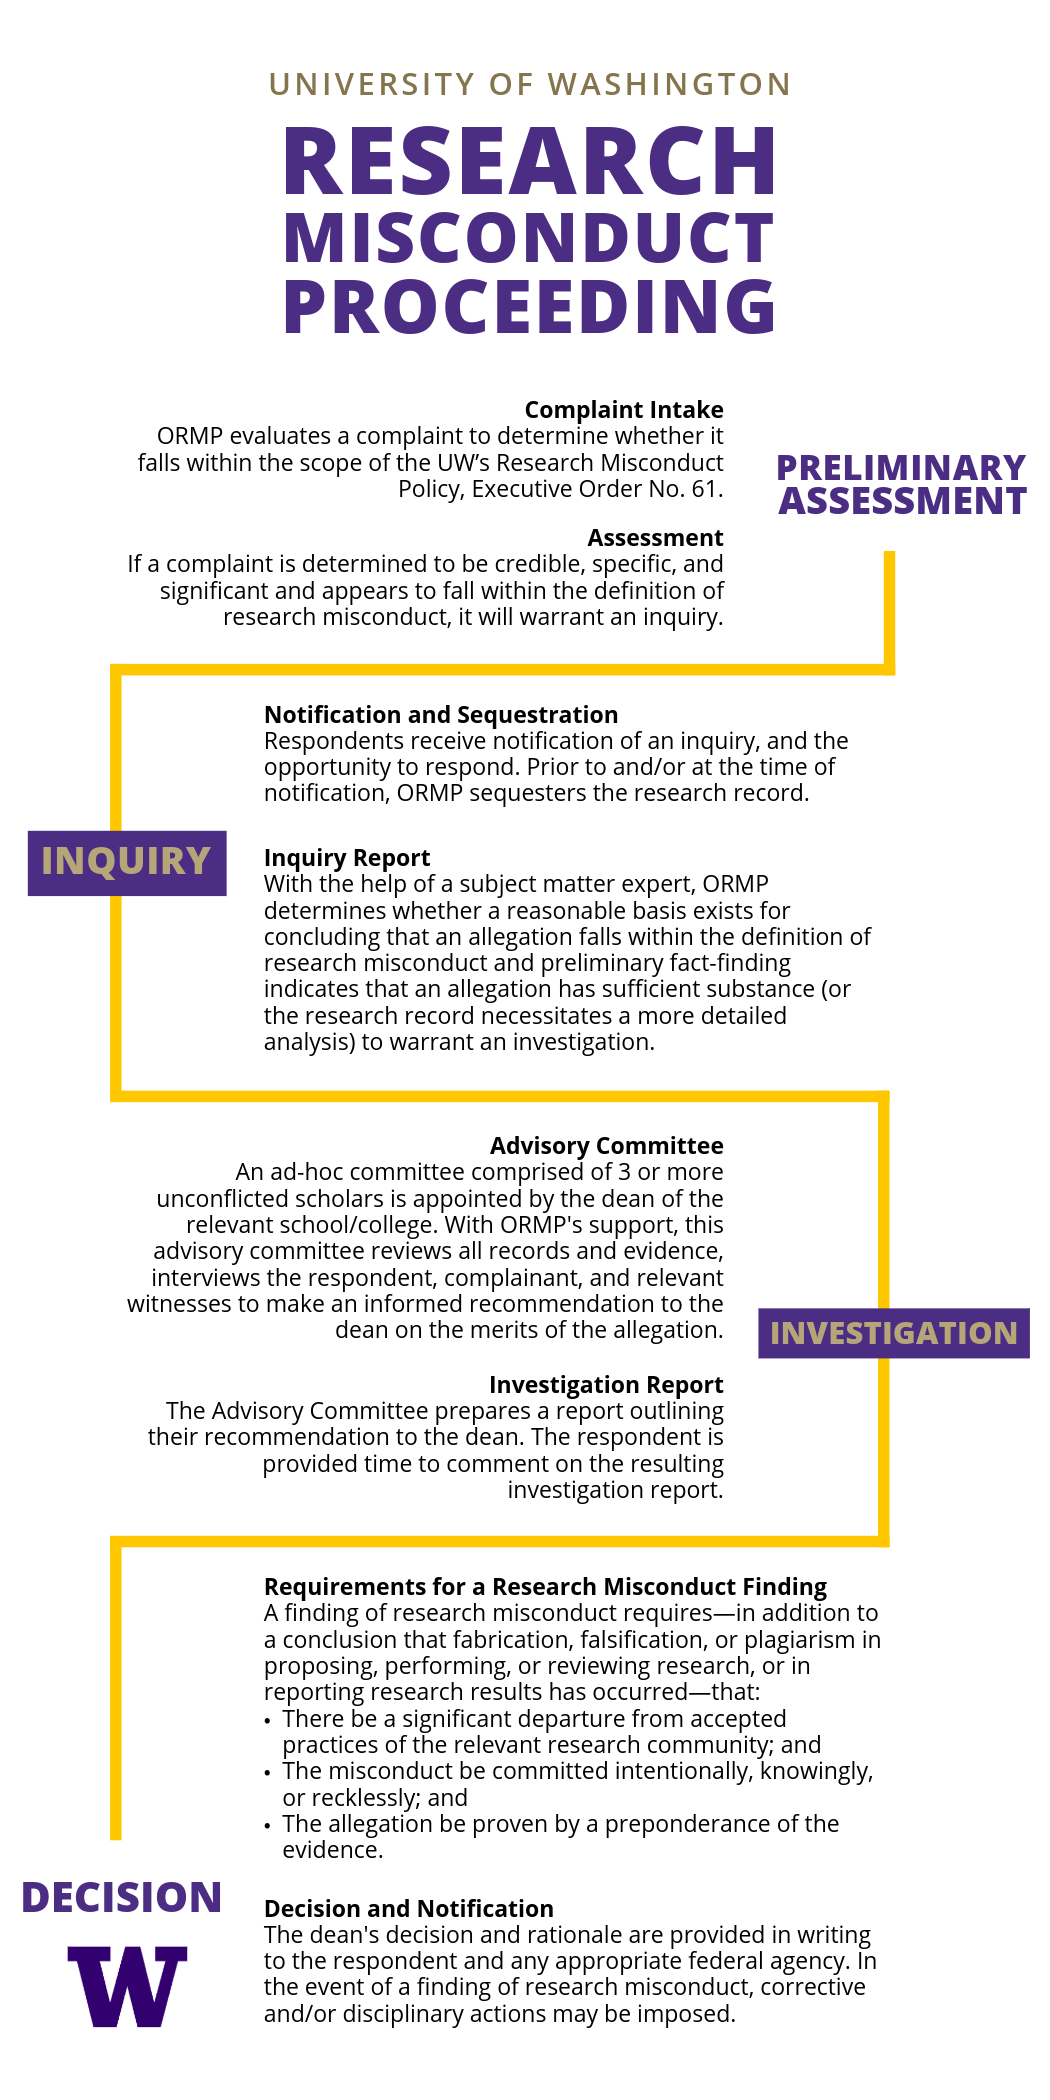 UNIVERSITY OF WASHINGTON
RESEARCH
MISCONDUCT
PROCEEDING
Complaint Intake
ORMP evaluates a complaint to determine whether it
falls within the scope of the UW’s Research Misconduct
Policy, Executive Order No. 61.
PRELIMINARY
ASSESSMENT
Assessment
If a complaint is determined to be credible, specific, and
significant and appears to fall within the definition of
research misconduct, it will warrant an inquiry.
Notification and Sequestration
Respondents receive notification of an inquiry, and the
opportunity to respond. Prior to and/or at the time of
notification, ORMP sequesters the research record.
INQUIRY
Inquiry Report
With the help of a subject matter expert, ORMP
determines whether a reasonable basis exists for
concluding that an allegation falls within the definition of
research misconduct and preliminary fact-finding
indicates that an allegation has sufficient substance (or
the research record necessitates a more detailed
analysis) to warrant an investigation.
Advisory Committee
An ad-hoc committee comprised of 3 or more
unconflicted scholars is appointed by the dean of the
relevant school/college. With ORMP's support, this
advisory committee reviews all records and evidence,
interviews the respondent, complainant, and relevant
witnesses to make an informed recommendation to the
dean on the merits of the allegation.
INVESTIGATION
Investigation Report
The Advisory Committee prepares a report outlining
their recommendation to the dean. The respondent is
provided time to comment on the resulting
investigation report.
Requirements for a Research Misconduct Finding
A finding of research misconduct requires—in addition to
a conclusion that fabrication, falsification, or plagiarism in
proposing, performing, or reviewing research, or in
reporting research results has occurred—that:
• There be a significant departure from accepted
practices of the relevant research community; and
• The misconduct be committed intentionally, knowingly,
or recklessly; and
• The allegation be proven by a preponderance of the
evidence.
DECISION
W
Decision and Notification
The dean's decision and rationale are provided in writing
to the respondent and any appropriate federal agency. In
the event of a finding of research misconduct, corrective
and/or disciplinary actions may be imposed.